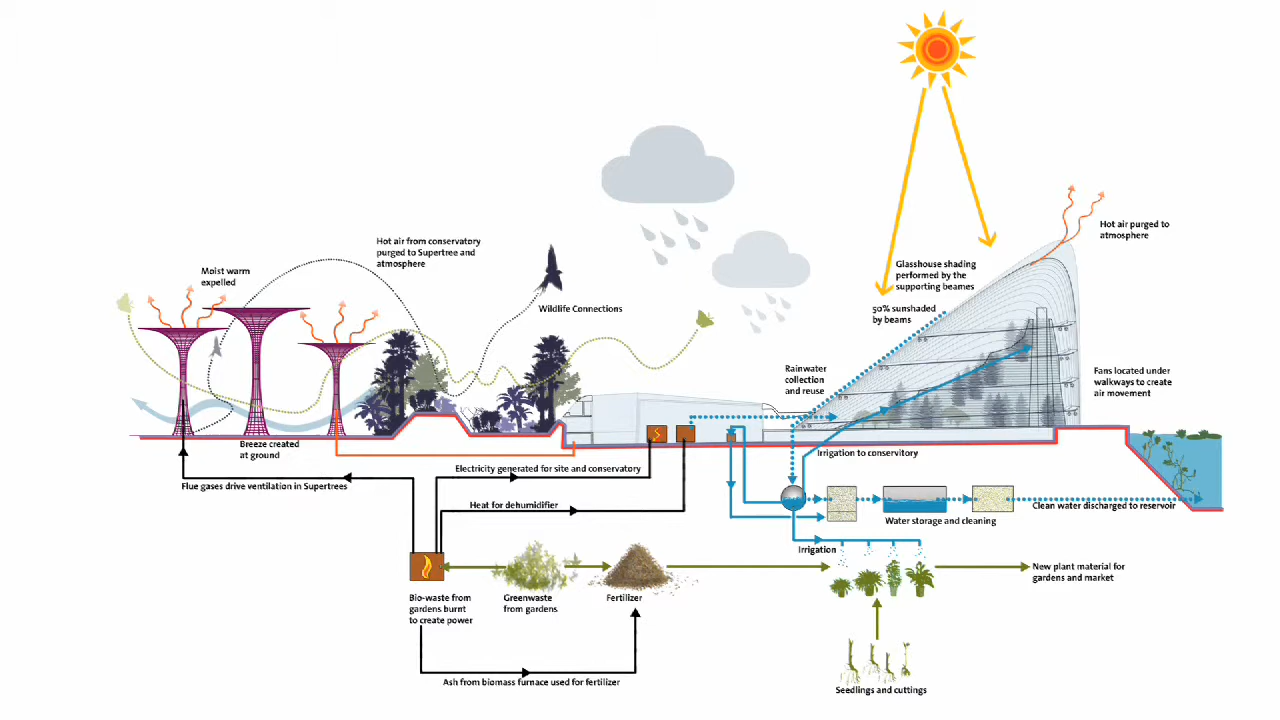 Hot air purged to
atmosphere
Hot air from conservatory
purged to Supertree and
atmosphere
Moist warm
expelled
Glasshouse shading
performed by the
supporting beames
Wildlife Connections
50% sunshaded
by beams
Rainwater
collection
and reuse
Fans located under
walkways to create
air movement
Breeze created
at ground
Irrigation to conservitory
Electricity generated for site and conservatory
Flue gases drive ventilation in Supertrees
Heat for dehumidifier
Clean water discharged to reservoir
Water storage and cleaning
Irrigation
New plant material for
gardens and market
Bio-waste from
gardens burnt
to create power
Greenwaste
from gardens
Fertilizer
Ash from biomass furnace used for fertilizer
Seedlings and cuttings